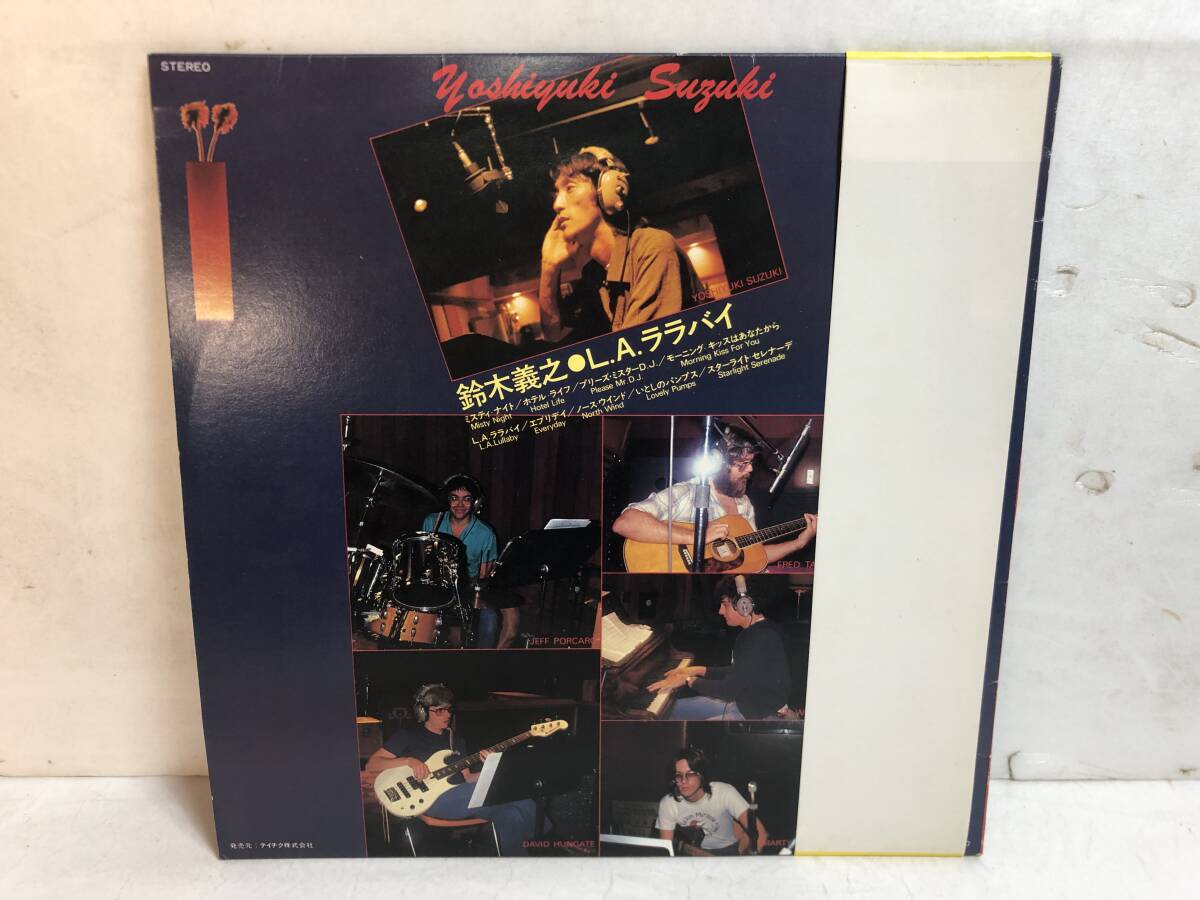 STEREO
Yoshiyuki Suzuki
YOSHIYUKI SUZUKI
鈴木義之●L.A.ララバイ
ミスティ・ナイト/ホテル・ライフ/プリーズ・ミスターD.J./モーニング・キッスはあなたから
Misty Night Hotel Life Please Mr. D.J. Morning Kiss For You
L.A.ララバイ/エブリデイ/ノース・ウインド/いとしのパンプス/スターライト・セレナーデ
L.A.Lullaby Everyday North Wind Lovely Pumps Starlight Serenade
FRED TA
JEFF PORCARO
DAVID HUNGATE
MARTY
発売元:テイチク株式会社